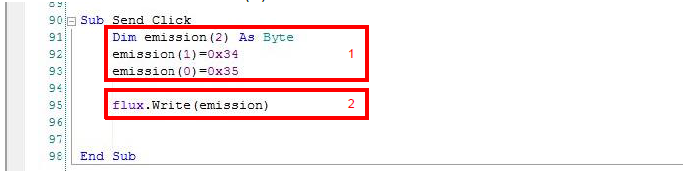 89
90 Sub Send Click
91 Dim emission(2) As Byte
92 emission(1)=0x34 1
93 emission(0)=0x35
94
95 flux.Write(emission) 2
96
97
98 End Sub